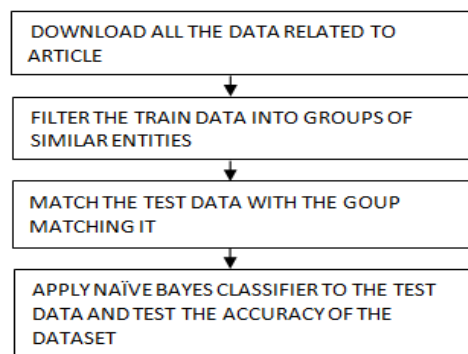 DOWNLOAD ALL THE DATA RELATED TO
ARTICLE
FILTER THE TRAIN DATA INTO GROUPS OF
SIMILAR ENTITIES
MATCH THE TEST DATA WITH THE GOUP
MATCHING IT
APPLY NAÏVE BAYES CLASSIFIER TO THE TEST
DATA AND TEST THE ACCURACY OF THE
DATASET